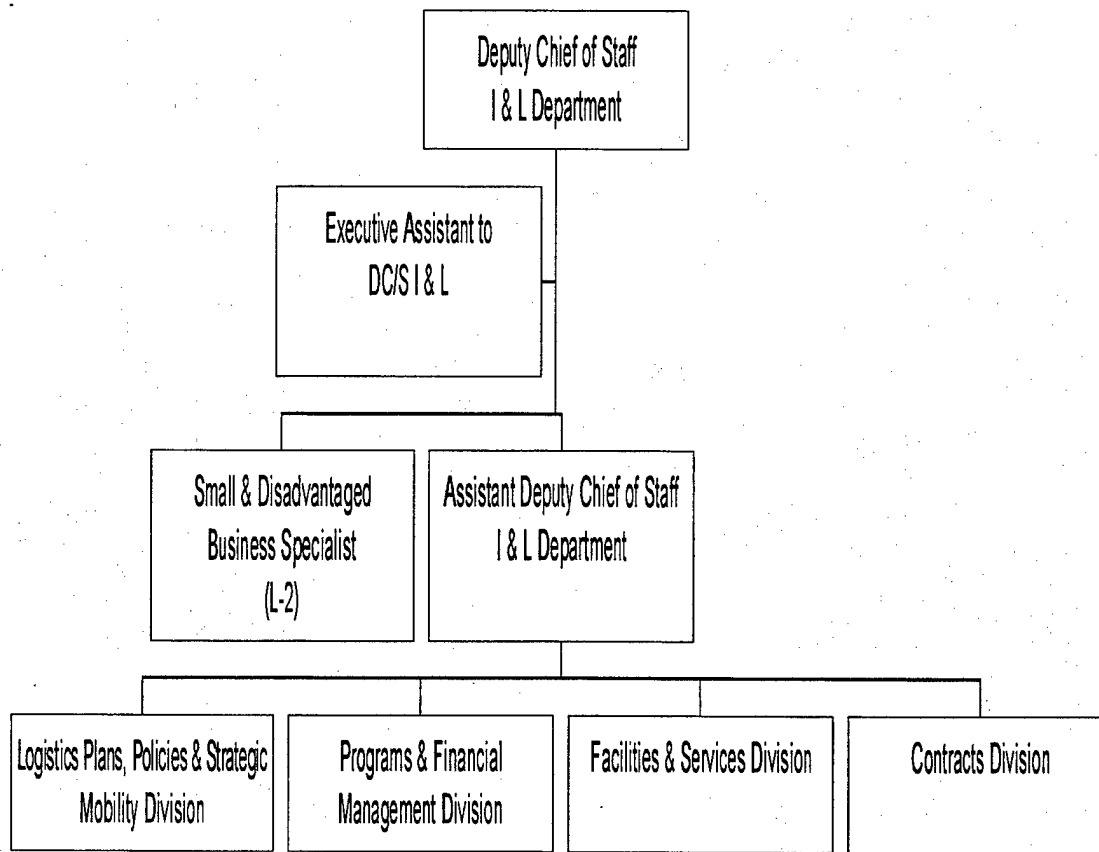 Deputy Chief of Staff
I & L Department
Executive Assistant to
DC/S I & L
Small & Disadvantaged
Business Specialist
(L-2)
Assistant Deputy Chief of Staff
I & L Department
Logistics Plans, Policies & Strategic
Mobility Division
Programs & Financial
Management Division
Facilities & Services Division
Contracts Division